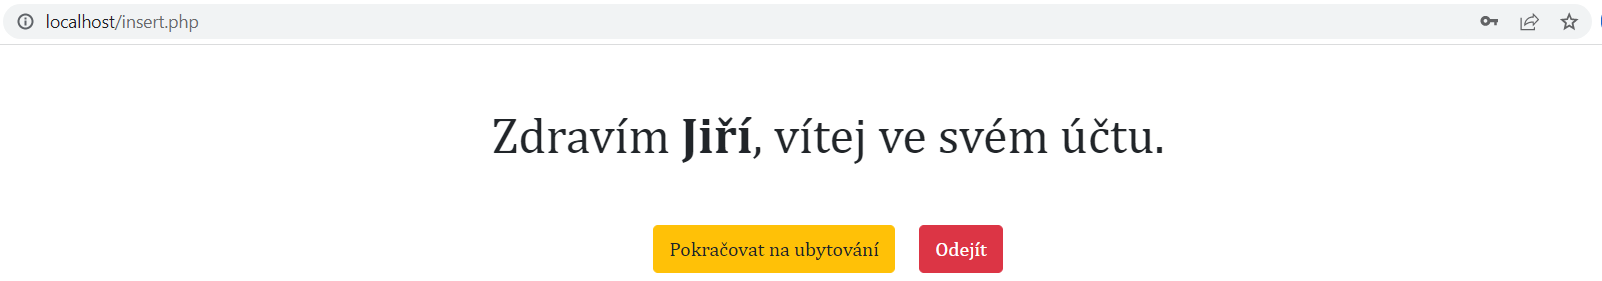 localhost/insert.php
Zdravím Jiří, vítej ve svém účtu.
Pokračovat na ubytování
Odejít